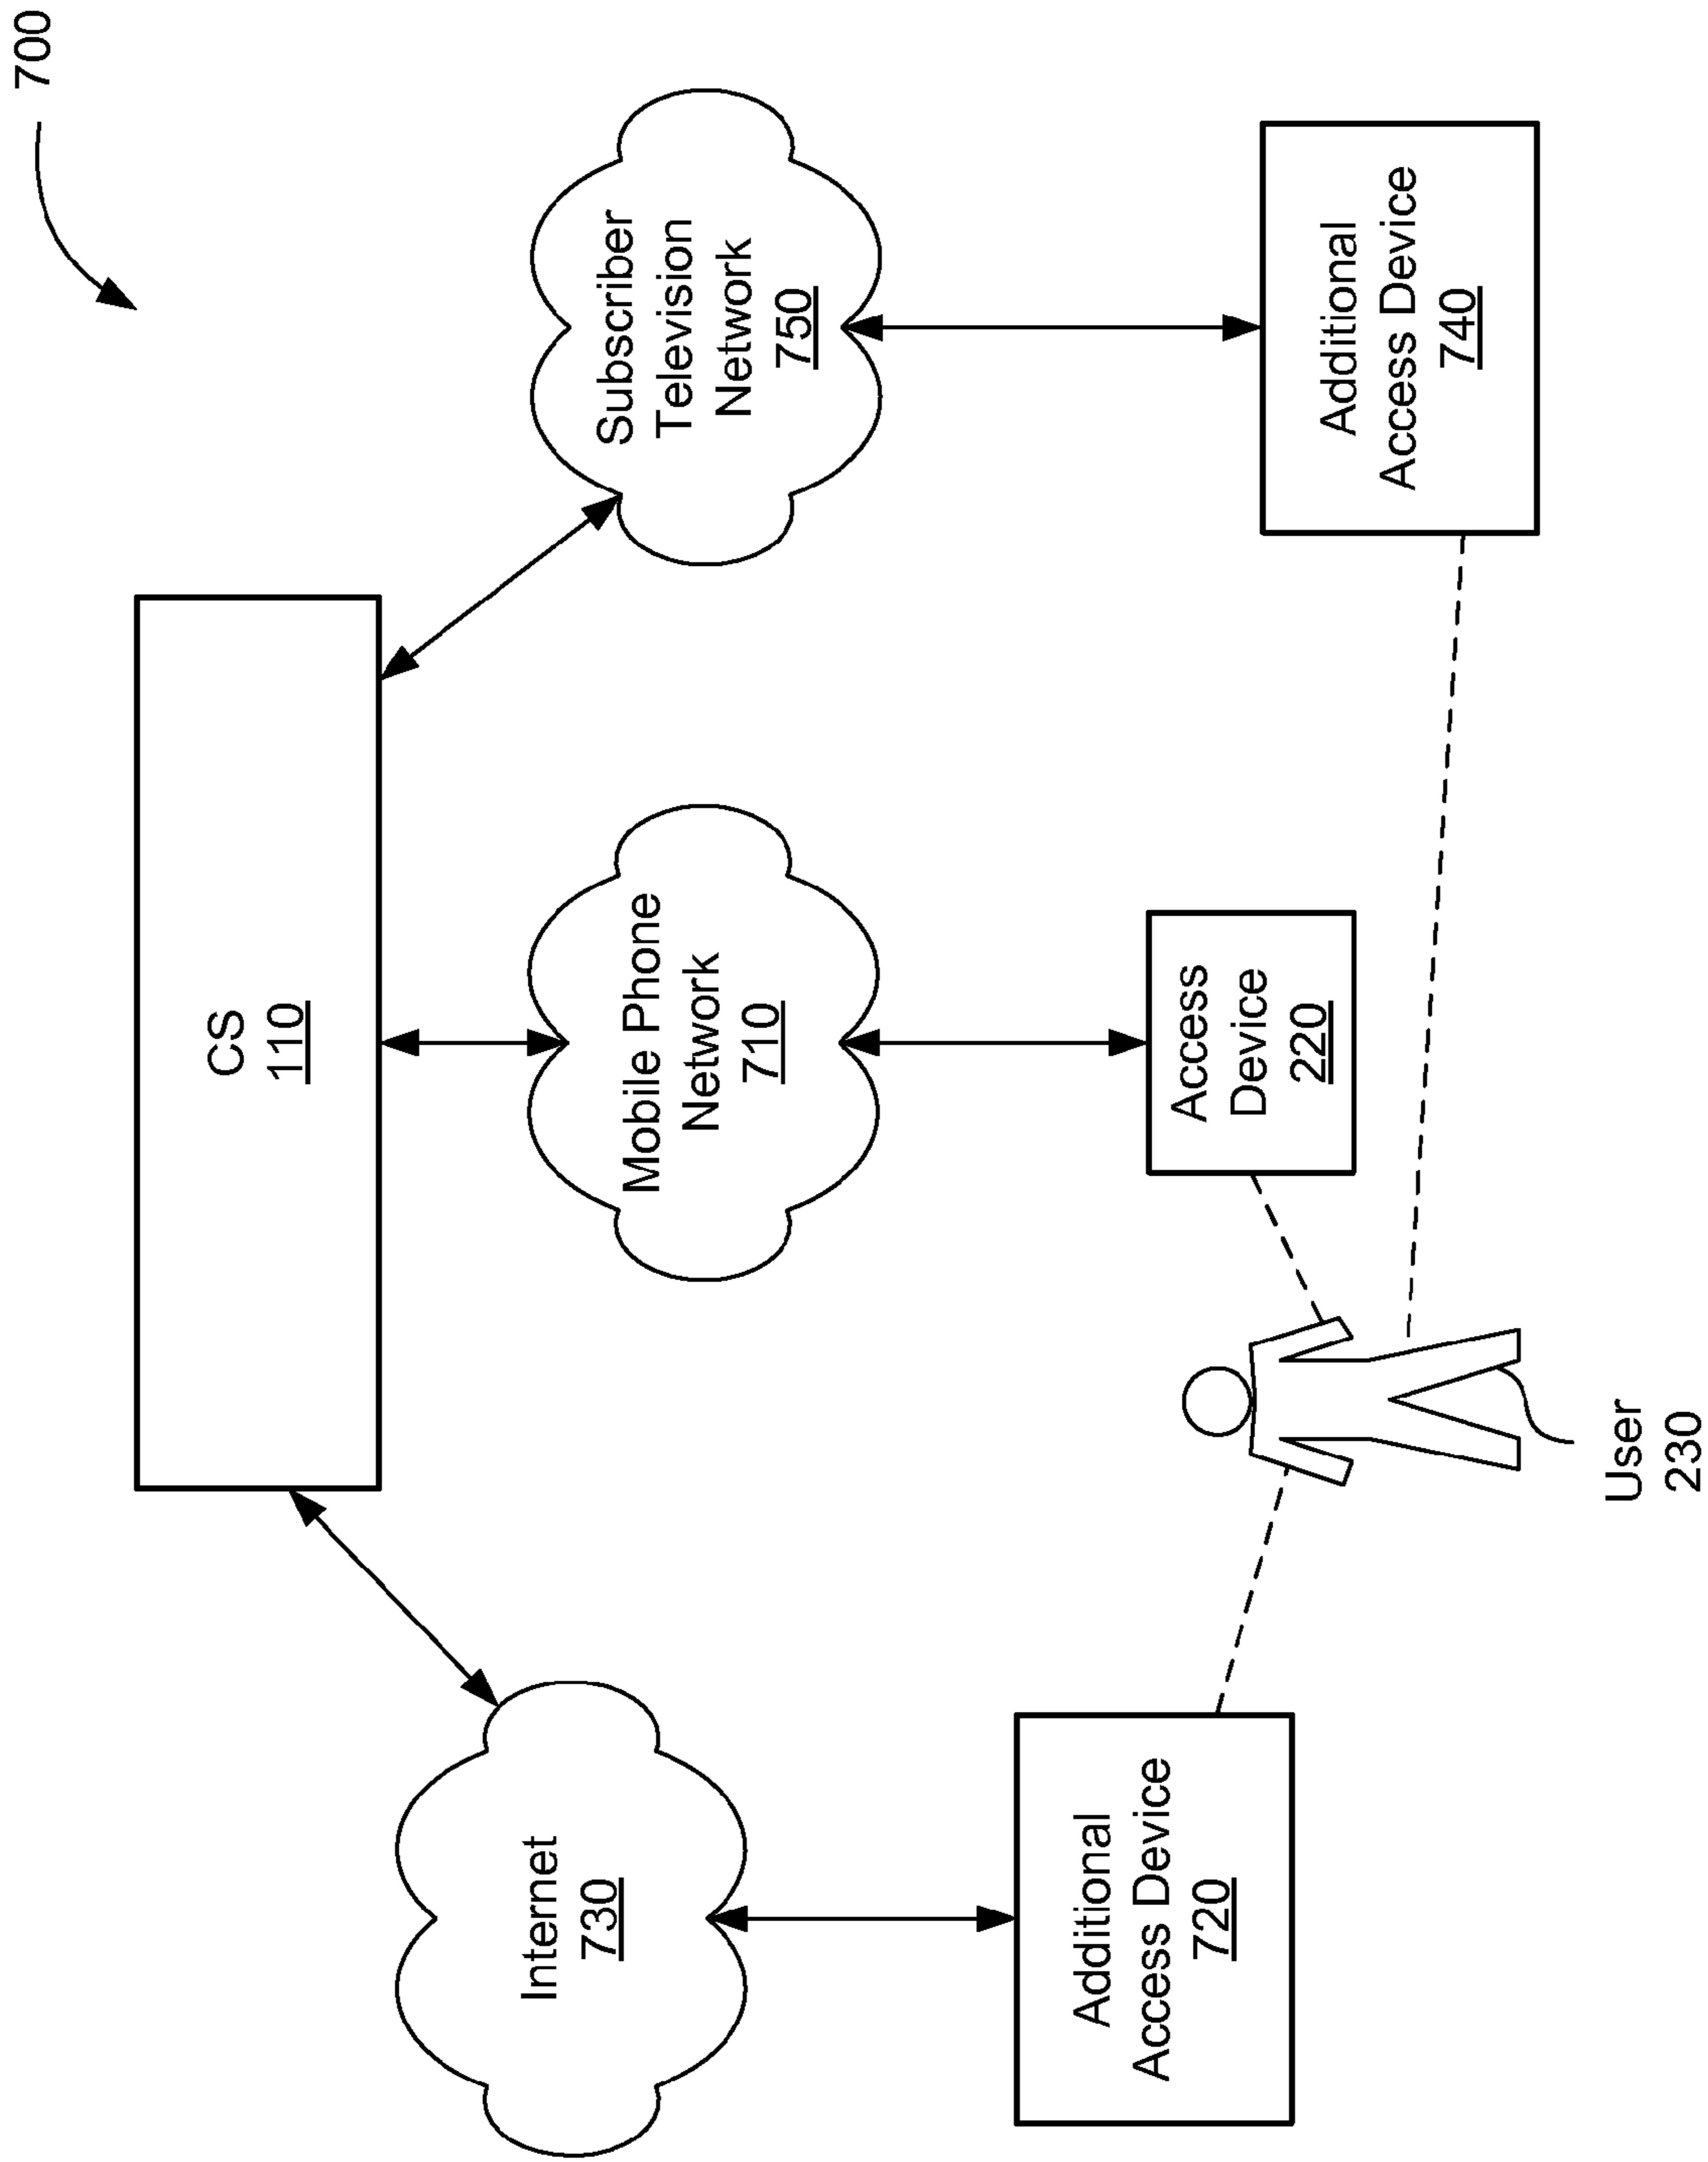 700
CS
110
Internet
730
Mobile Phone
Network
710
Subscriber
Television
Network
750
Additional
Access Device
720
Access
Device
220
Additional
Access Device
740
User
230